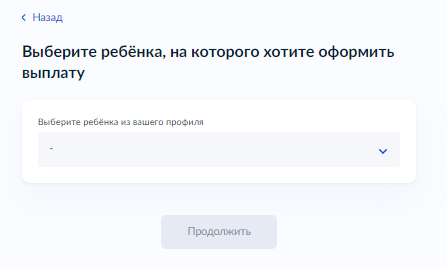 Назад
Выберите ребёнка, на которого хотите оформить
выплату
Выберите ребёнка из вашего профиля
-
Продолжить